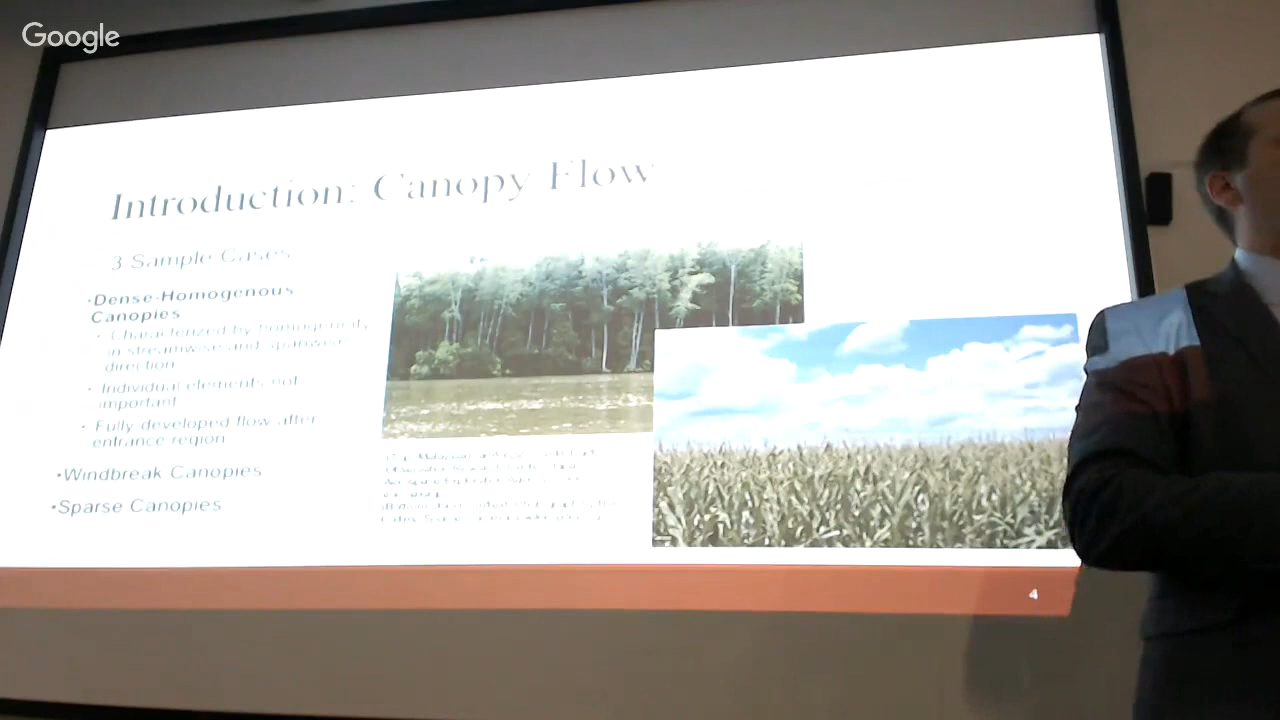 Google
Introduction: Canopy Flow
3 Sample Cases
•Dense-Homogenous
Canopies
• Characterized by homogeneity
in streamwise and spanwise
direction
• Individual elements not
important
• Fully developed flow after
entrance region
•Windbreak Canopies
•Sparse Canopies
4